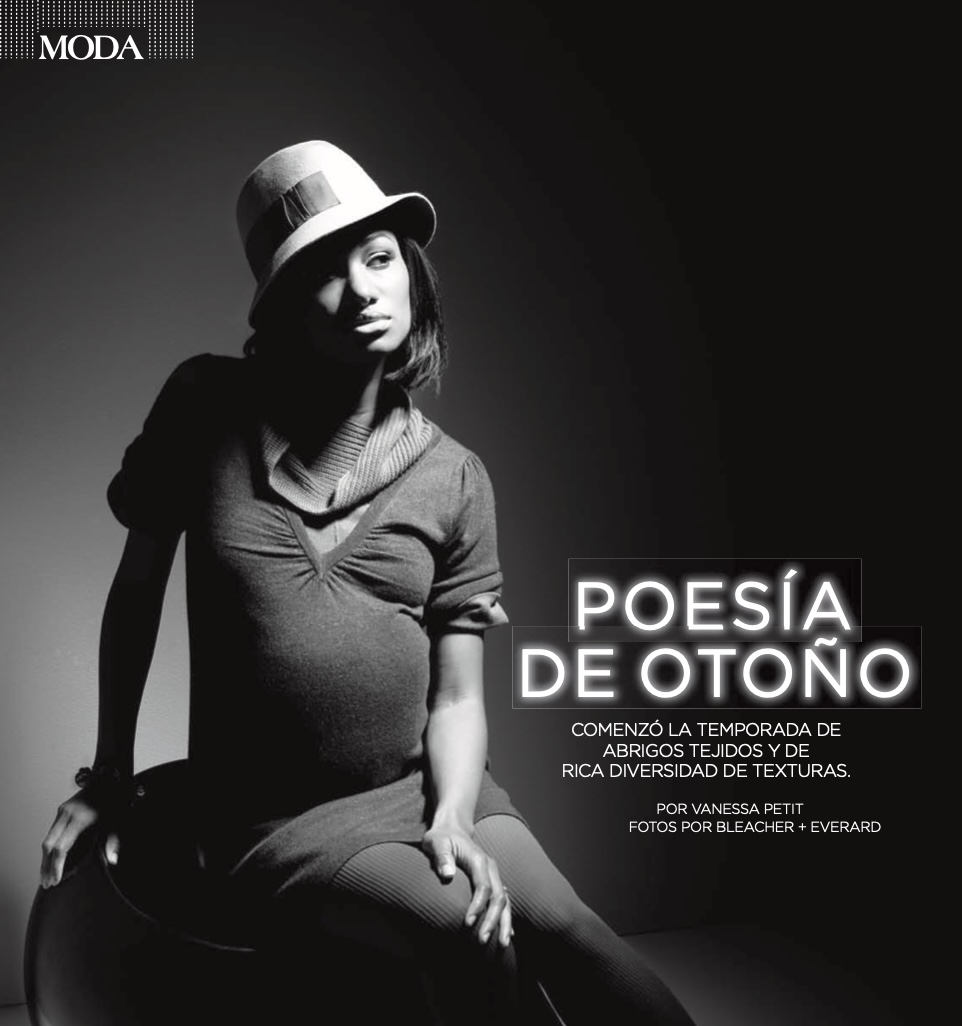 MODA
POESÍA
DE OTOÑO
COMENZÓ LA TEMPORADA DE
ABRIGOS TEJIDOS Y DE
RICA DIVERSIDAD DE TEXTURAS.
POR VANESSA PETIT
FOTOS POR BLEACHER + EVERARD